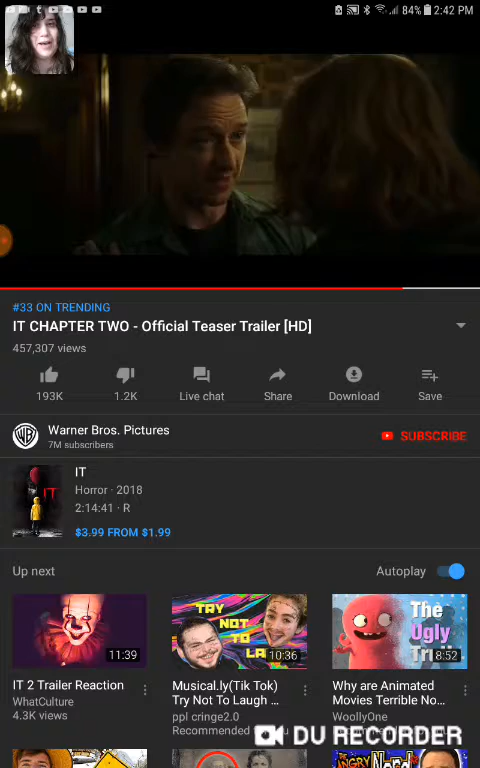 84% 2:42 PM
#33 ON TRENDING
IT CHAPTER TWO - Official Teaser Trailer [HD]
457,307 views
193K 1.2K Live chat Share Download Save
Warner Bros. Pictures
7M subscribers
SUBSCRIBE
IT
IT
Horror · 2018
2:14:41 · R
$3.99 FROM $1.99
Up next Autoplay
11:39
TRY NOT TO LA
10:36
The Ugly
8:52
IT 2 Trailer Reaction
WhatCulture
4.3K views
Musical.ly(Tik Tok)
Try Not To Laugh ...
ppl cringe2.0
Recommended
Why are Animated
Movies Terrible No...
WoollyOne
DU RECORDER
ANGRY